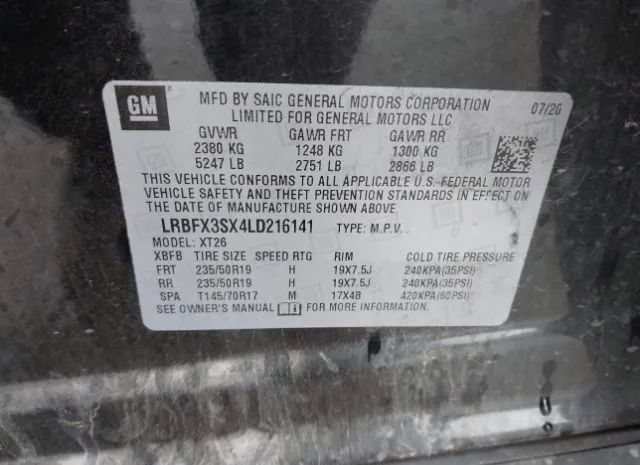 GM
MFD BY SAIC GENERAL MOTORS CORPORATION 07/20
LIMITED FOR GENERAL MOTORS LLC
GVWR GAWR FRT GAWR RR
2380 KG 1248 KG 1300 KG
5247 LB 2751 LB 2866 LB
THIS VEHICLE CONFORMS TO ALL APPLICABLE U.S. FEDERAL MOTOR
VEHICLE SAFETY AND THEFT PREVENTION STANDARDS IN EFFECT ON
THE DATE OF MANUFACTURE SHOWN ABOVE.
LRBFX3SX4LD216141 TYPE: M.P.V.
MODEL: XT26
XBFB TIRE SIZE SPEED RTG RIM COLD TIRE PRESSURE
FRT 235/50R19 H 19X7.5J 240KPA(35PSI)
RR 235/50R19 H 19X7.5J 240KPA(35PSI)
SPA T145/70R17 M 17X4B 420KPA(60PSI)
SEE OWNER'S MANUAL FOR MORE INFORMATION